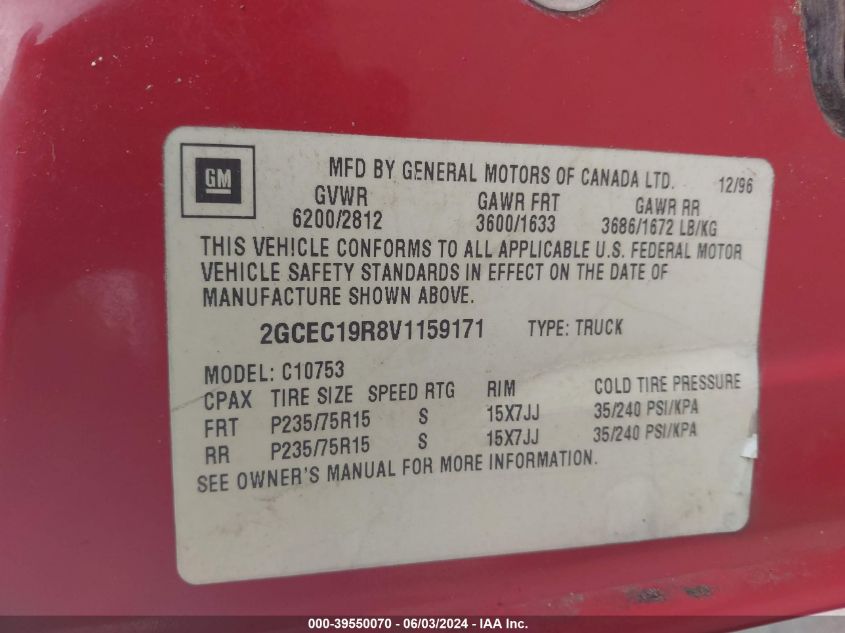 GM
MFD BY GENERAL MOTORS OF CANADA LTD. 12/96
GVWR GAWR FRT GAWR RR
6200/2812 3600/1633 3686/1672 LB/KG
THIS VEHICLE CONFORMS TO ALL APPLICABLE U.S. FEDERAL MOTOR
VEHICLE SAFETY STANDARDS IN EFFECT ON THE DATE OF
MANUFACTURE SHOWN ABOVE.
2GCEC19R8V1159171 TYPE: TRUCK
MODEL: C10753
CPAX TIRE SIZE SPEED RTG RIM COLD TIRE PRESSURE
FRT P235/75R15 S 15X7JJ 35/240 PSI/KPA
RR P235/75R15 S 15X7JJ 35/240 PSI/KPA
SEE OWNER'S MANUAL FOR MORE INFORMATION.
000-39550070 - 06/03/2024 - IAA Inc.